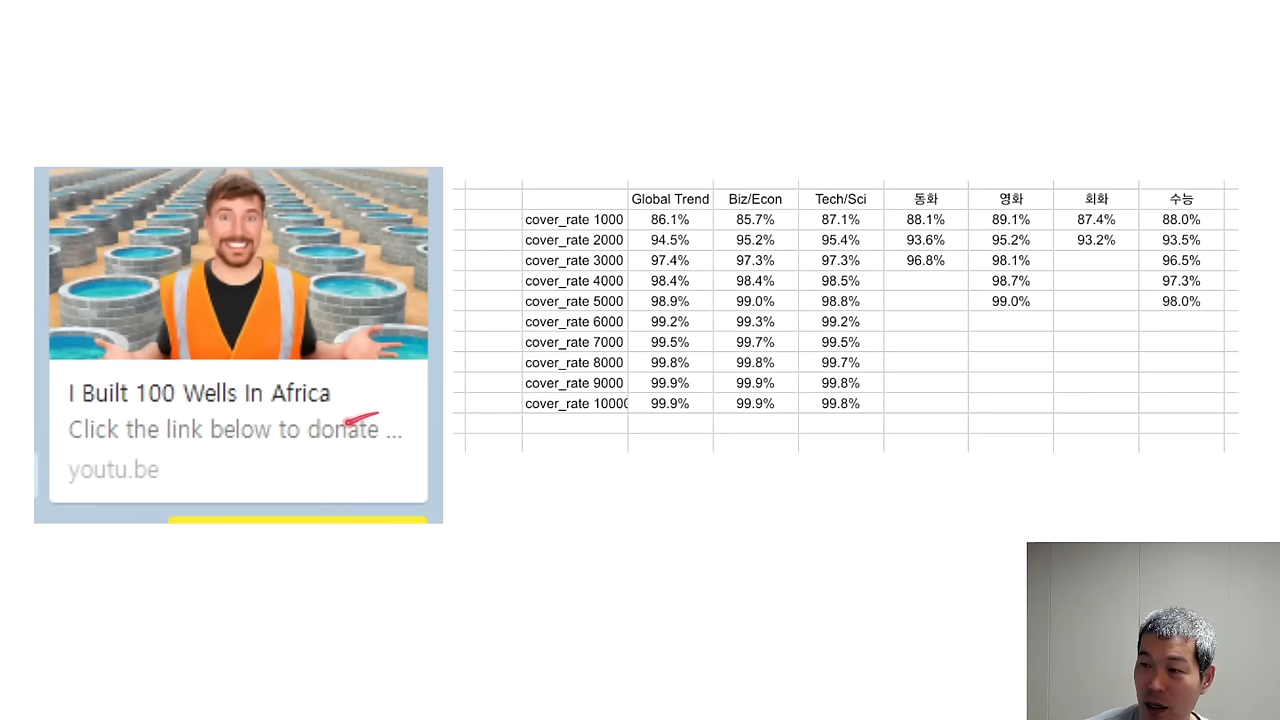 I Built 100 Wells In Africa
Click the link below to donate ...
youtu.be
Global Trend Biz/Econ Tech/Sci 동화 영화 회화 수능
cover_rate 1000 86.1% 85.7% 87.1% 88.1% 89.1% 87.4% 88.0%
cover_rate 2000 94.5% 95.2% 95.4% 93.6% 95.2% 93.2% 93.5%
cover_rate 3000 97.4% 97.3% 97.3% 96.8% 98.1% 96.5%
cover_rate 4000 98.4% 98.4% 98.5% 98.7% 97.3%
cover_rate 5000 98.9% 99.0% 98.8% 99.0% 98.0%
cover_rate 6000 99.2% 99.3% 99.2%
cover_rate 7000 99.5% 99.7% 99.5%
cover_rate 8000 99.8% 99.8% 99.7%
cover_rate 9000 99.9% 99.9% 99.8%
cover_rate 10000 99.9% 99.9% 99.8%